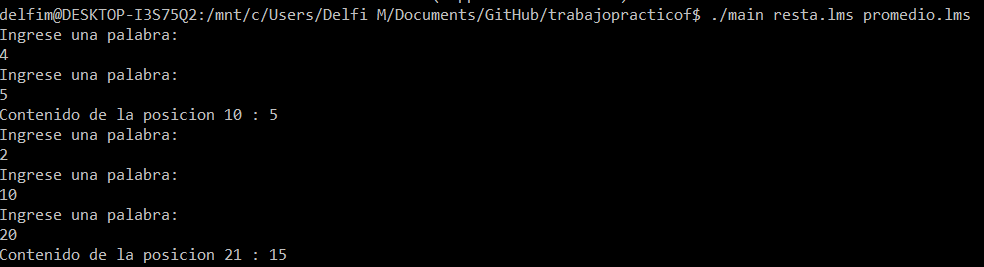 delfim@DESKTOP-I3S75Q2:/mnt/c/Users/Delfi M/Documents/GitHub/trabajopracticof$ ./main resta.lms promedio.lms
Ingrese una palabra:
4
Ingrese una palabra:
5
Contenido de la posicion 10 : 5
Ingrese una palabra:
2
Ingrese una palabra:
10
Ingrese una palabra:
20
Contenido de la posicion 21 : 15